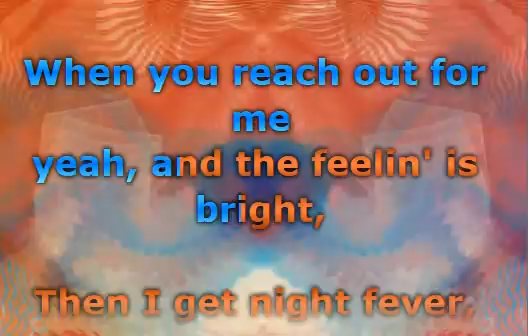 When you reach out for
me
yeah, and the feelin' is
bright,
Then I get night fever,